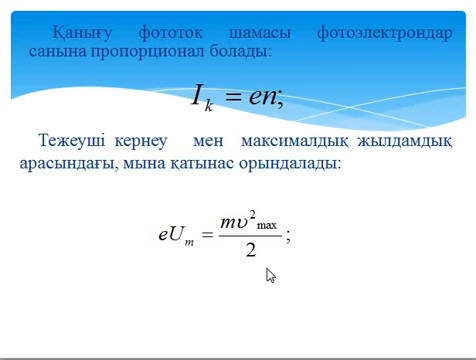 Қанығу фототок шамасы фотоэлектрондар
санына пропорционал болады:
I_k = en;
Тежеуші кернеу мен максималдық жылдамдық
арасындағы, мына қатынас орындалады:
eU_m = mυ²_max / 2 ;